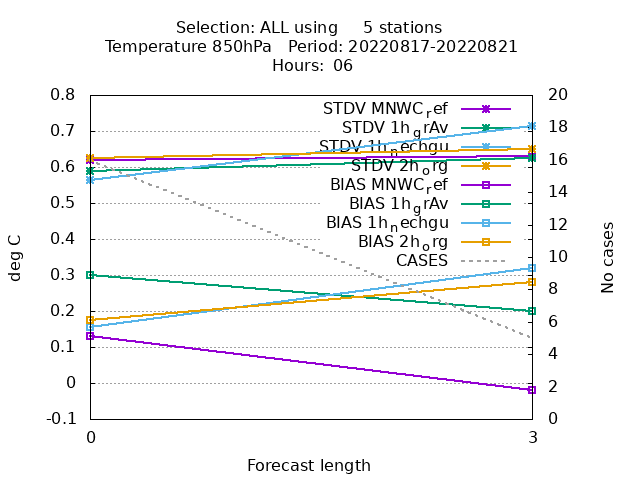 Selection: ALL using     5 stations
Temperature 850hPa   Period: 20220817-20220821
Hours:  06
0.8
0.7
0.6
0.5
0.4
0.3
0.2
0.1
0
-0.1
20
18
16
14
12
10
8
6
4
2
0
deg C
No cases
STDV MNWC_ref
STDV 1h_grAv
STDV 1h_nechgu
STDV 2h_org
BIAS MNWC_ref
BIAS 1h_grAv
BIAS 1h_nechgu
BIAS 2h_org
CASES
0
3
Forecast length